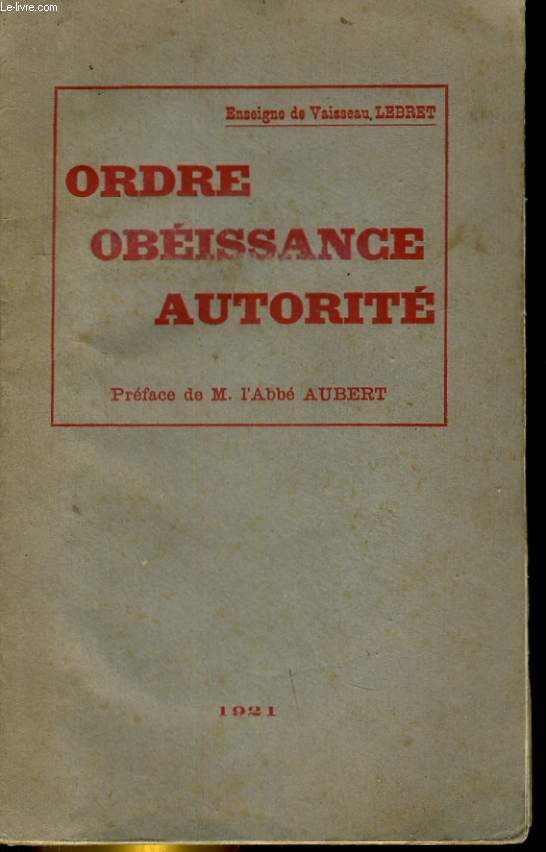 Le-livre.com
Enseigne de Vaisseau, LEBRET
ORDRE
OBÉISSANCE
AUTORITÉ
Préface de M. l'Abbé AUBERT
1921